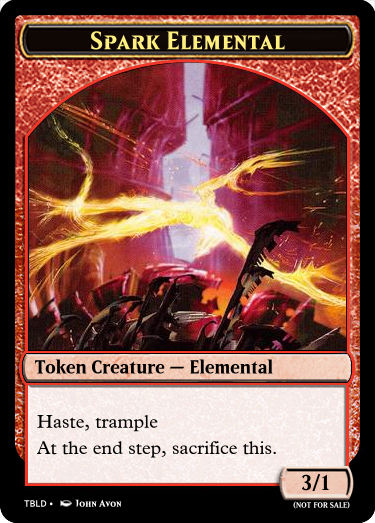 Spark Elemental
Token Creature — Elemental
Haste, trample
At the end step, sacrifice this.
3/1
TBLD • John Avon
(NOT FOR SALE)